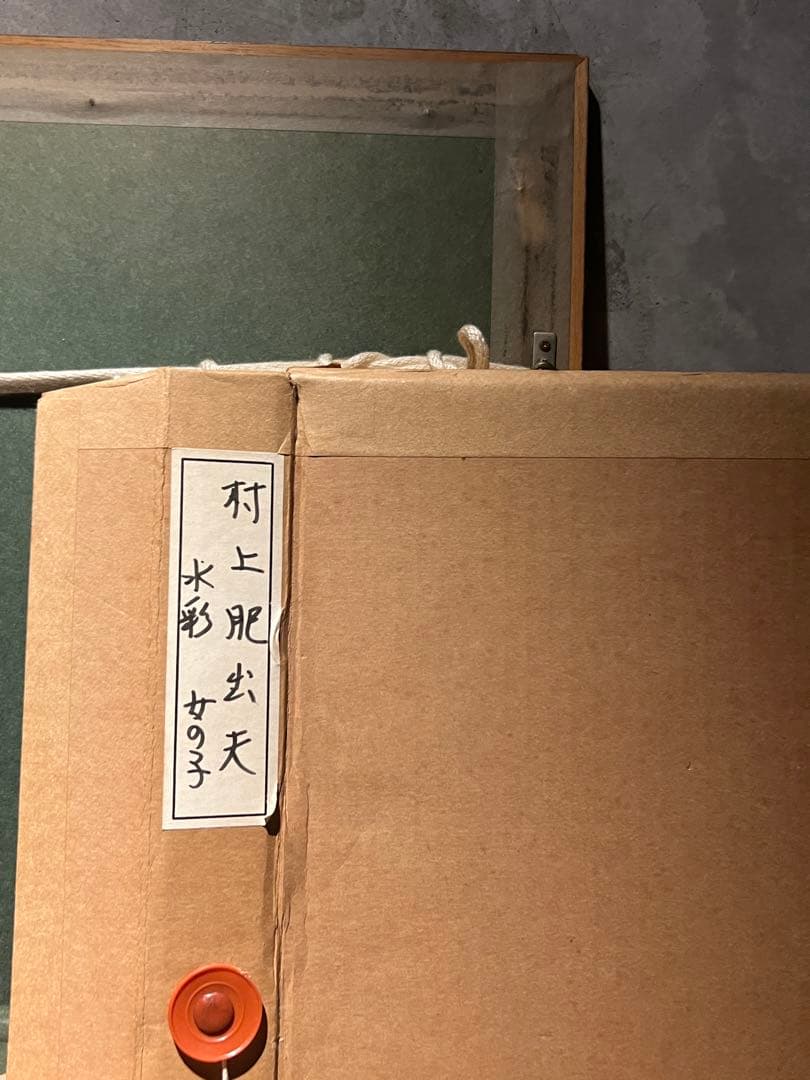 村上肥出夫
水彩 女の子